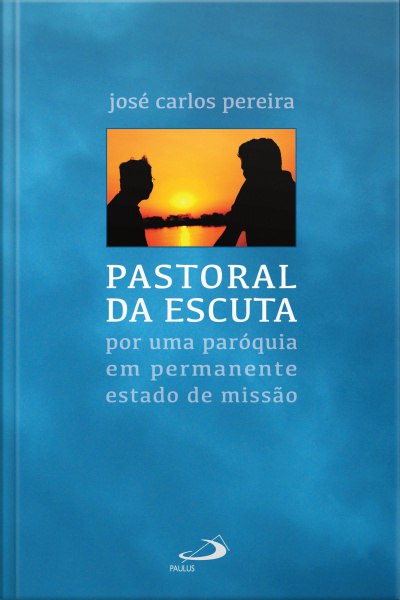 josé carlos pereira
PASTORAL
DA ESCUTA
por uma paróquia
em permanente
estado de missão
PAULUS